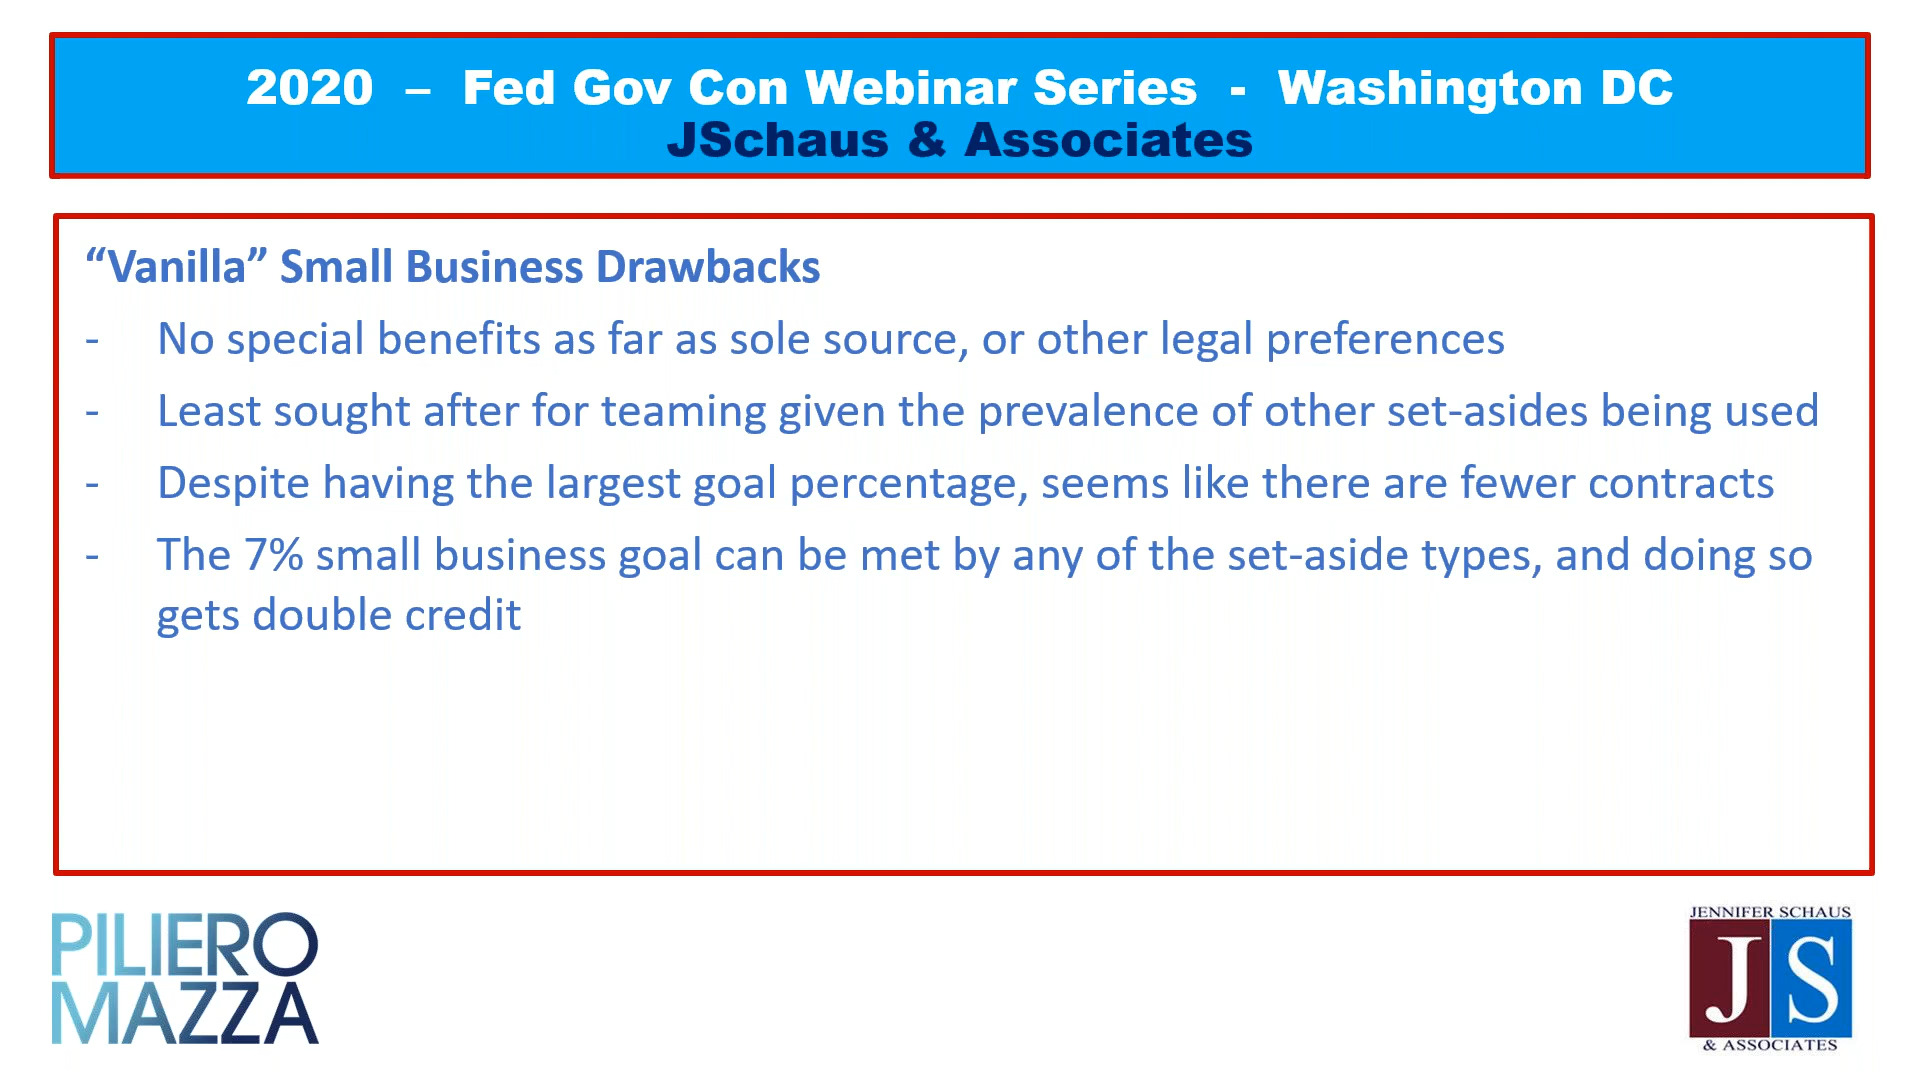 2020 – Fed Gov Con Webinar Series - Washington DC
JSchaus & Associates
“Vanilla” Small Business Drawbacks
- No special benefits as far as sole source, or other legal preferences
- Least sought after for teaming given the prevalence of other set-asides being used
- Despite having the largest goal percentage, seems like there are fewer contracts
- The 7% small business goal can be met by any of the set-aside types, and doing so
gets double credit
PILIERO
MAZZA
JENNIFER SCHAUS
JS
& ASSOCIATES